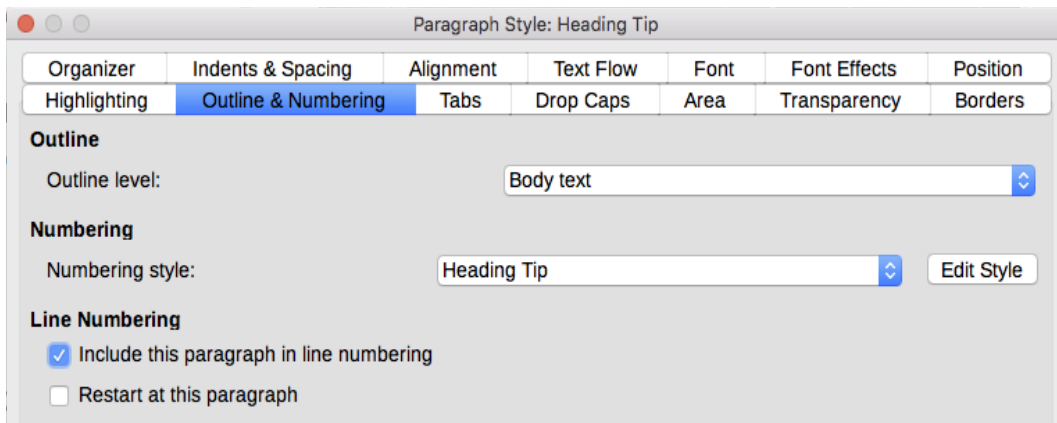 Paragraph Style: Heading Tip
Organizer Indents & Spacing Alignment Text Flow Font Font Effects Position
Highlighting Outline & Numbering Tabs Drop Caps Area Transparency Borders
Outline
Outline level: Body text
Numbering
Numbering style: Heading Tip Edit Style
Line Numbering
Include this paragraph in line numbering
Restart at this paragraph